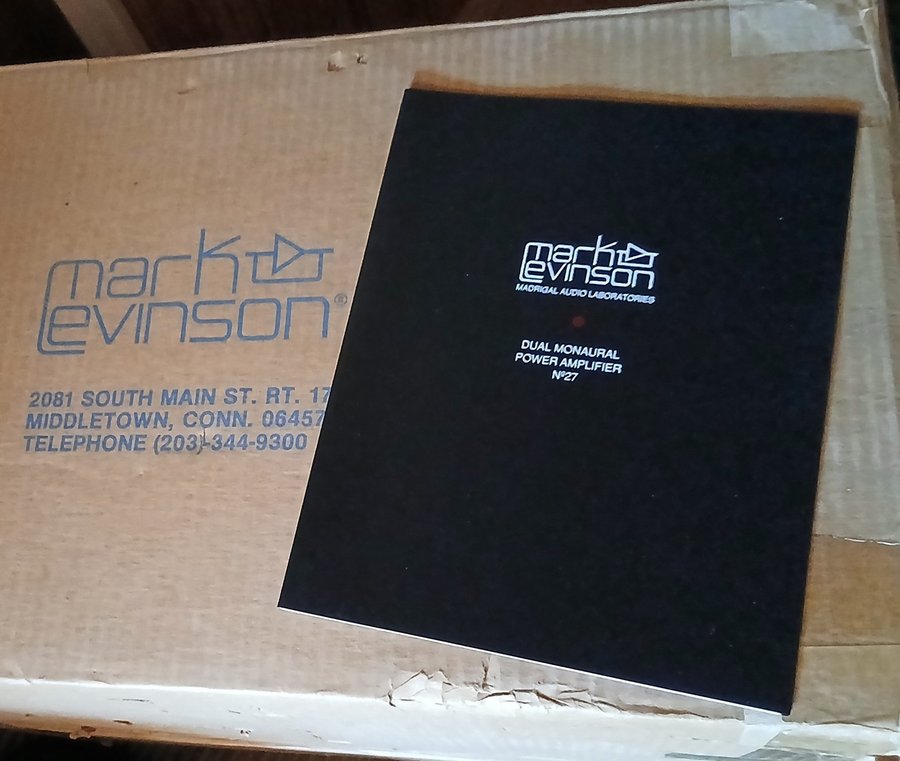 mark
levinson®
2081 SOUTH MAIN ST. RT. 17
MIDDLETOWN, CONN. 06457
TELEPHONE (203)-344-9300
mark
levinson
MADRIGAL AUDIO LABORATORIES
DUAL MONAURAL
POWER AMPLIFIER
Nº27